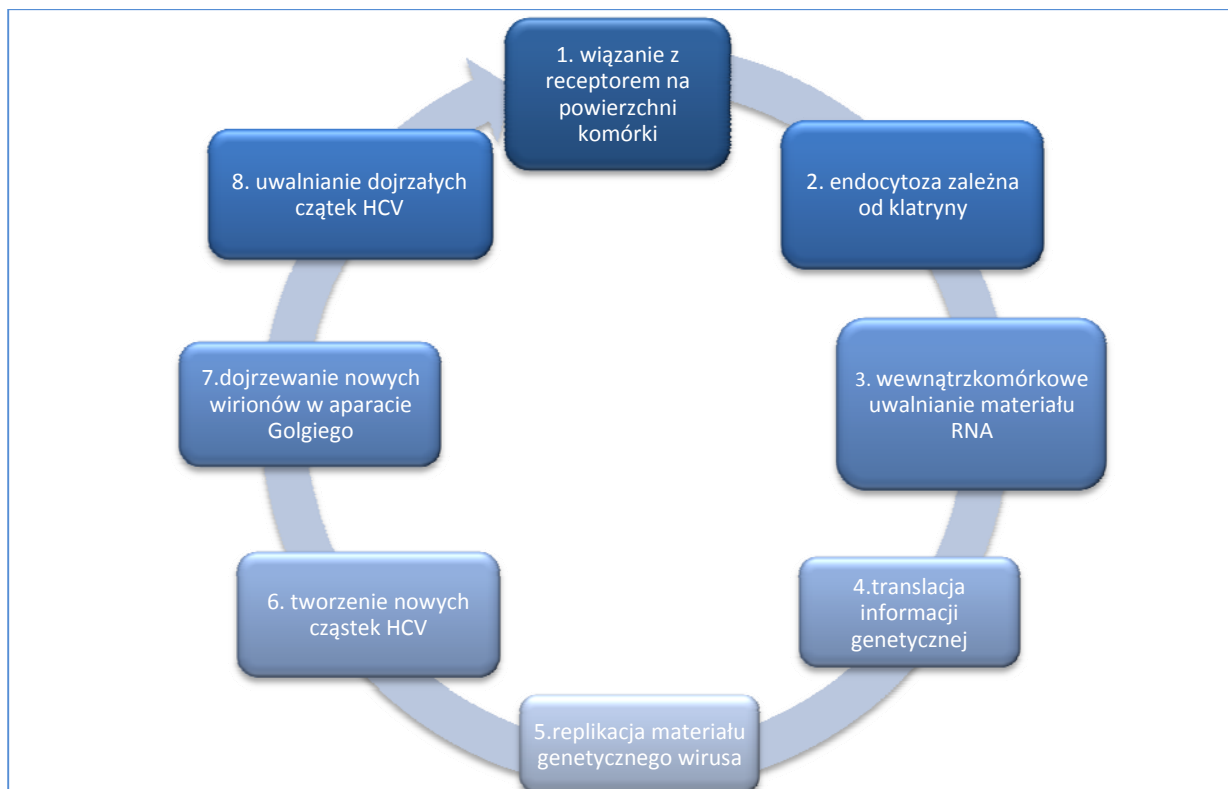 1. wiązanie z
receptorem na
powierzchni
komórki
2. endocytoza zależna
od klatryny
3. wewnątrzkomórkowe
uwalnianie materiału
RNA
4.translacja
informacji
genetycznej
5.replikacja materiału
genetycznego wirusa
6. tworzenie nowych
cząstek HCV
7.dojrzewanie nowych
wirionów w aparacie
Golgiego
8. uwalnianie dojrzałych
czątek HCV